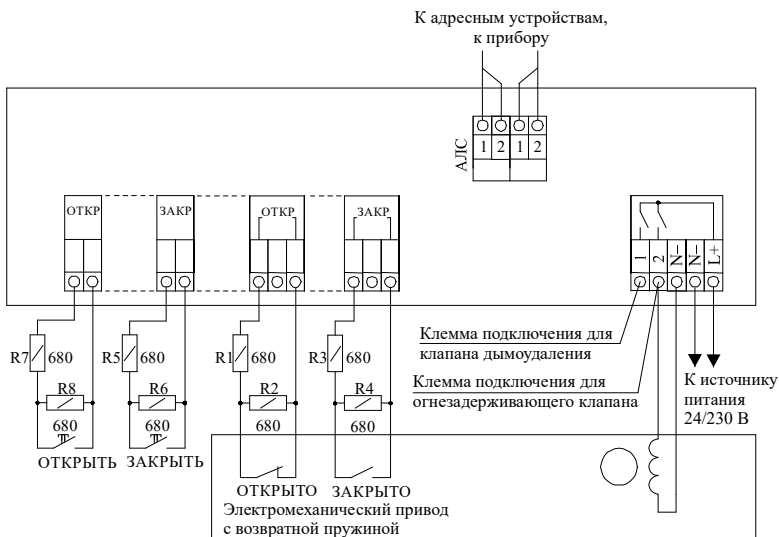 К адресным устройствам,
к прибору
АЛС
1 2 1 2
ОТКР ЗАКР ОТКР ЗАКР
1 2 N− N− L+
R7 680 R5 680 R1 680 R3 680
Клемма подключения для
клапана дымоудаления
R8 R6 R2 R4
Клемма подключения для
огнезадерживающего клапана
К источнику
питания
24/230 В
680 680 680 680
ОТКРЫТЬ ЗАКРЫТЬ
ОТКРЫТО ЗАКРЫТО
Электромеханический привод
с возвратной пружиной